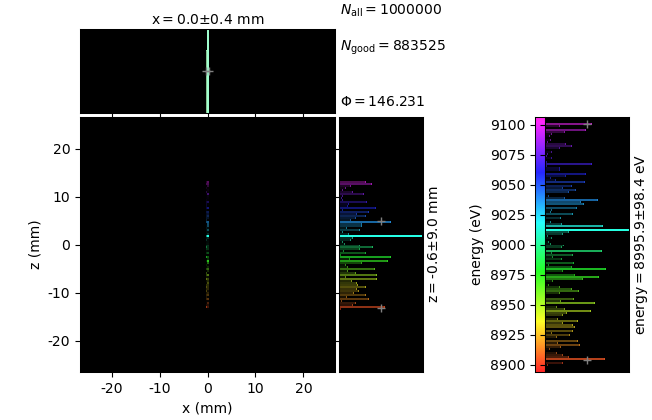 x = 0.0±0.4 mm
N_all = 1000000
N_good = 883525
Φ = 146.231
20
10
0
-10
-20
z (mm)
-20
-10
0
10
20
x (mm)
z = -0.6±9.0 mm
9100
9075
9050
9025
9000
8975
8950
8925
8900
energy (eV)
energy = 8995.9±98.4 eV